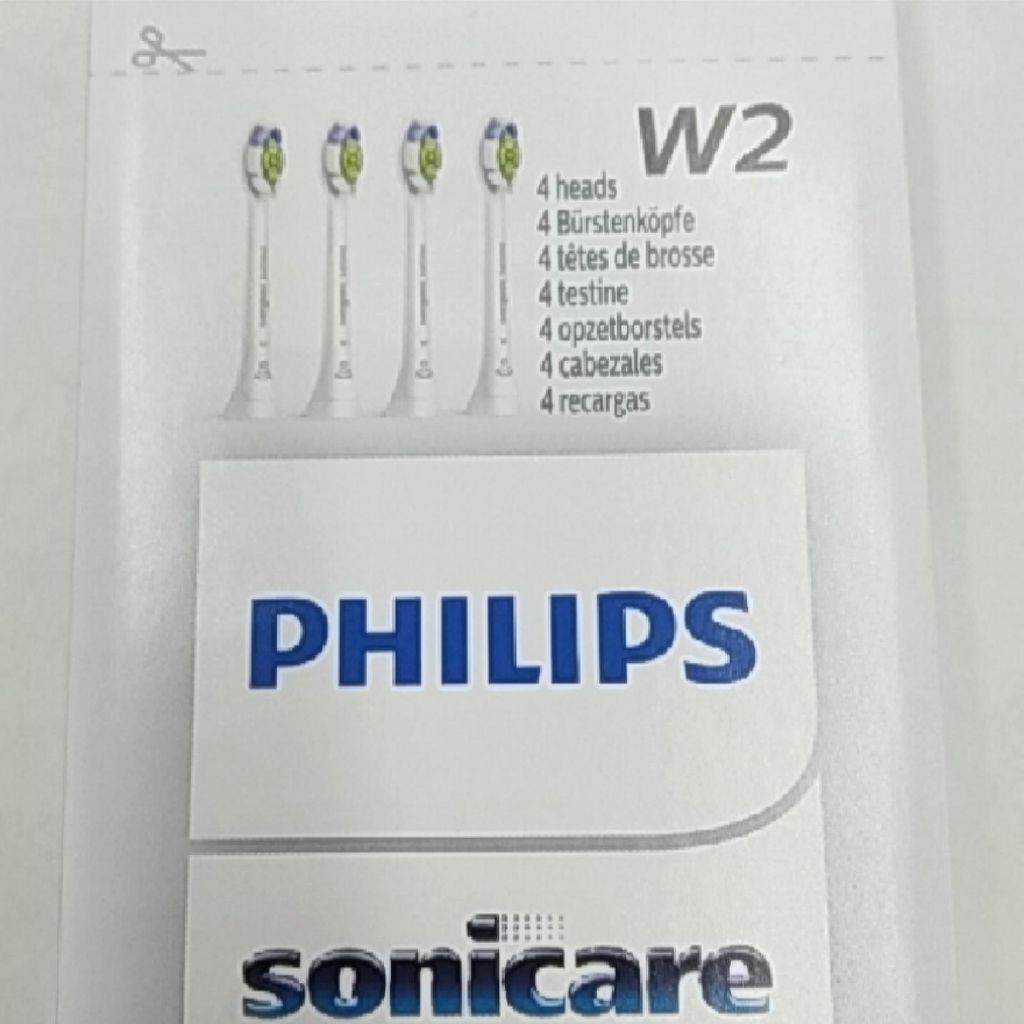 W2
4 heads
4 Bürstenköpfe
4 têtes de brosse
4 testine
4 opzetborstels
4 cabezales
4 recargas
PHILIPS
sonicare